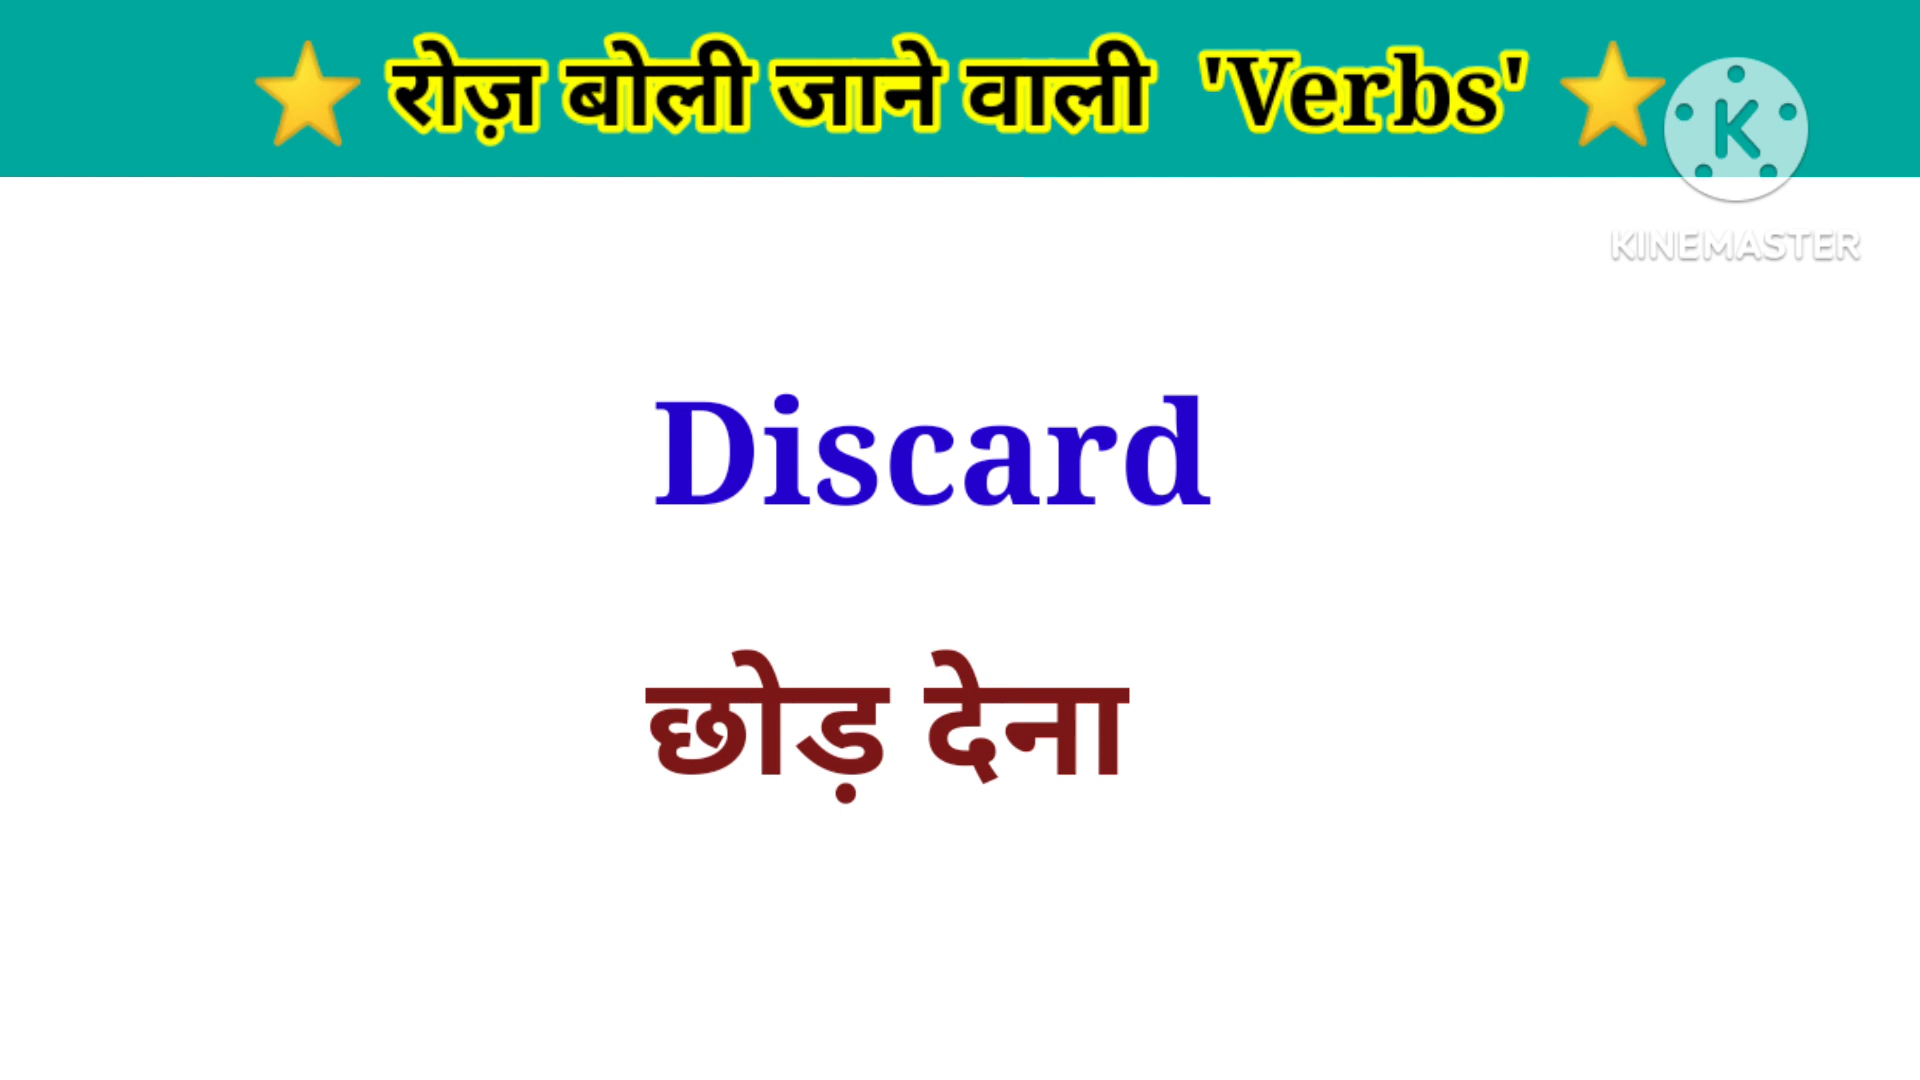 ⭐ रोज़ बोली जाने वाली 'Verbs' ⭐
K
KINEMASTER
Discard
छोड़ देना